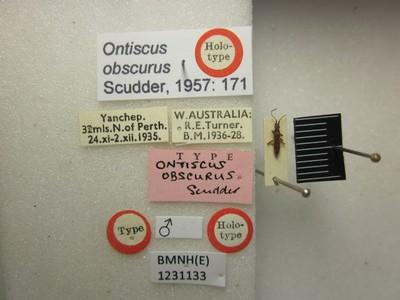 Ontiscus
obscurus
Scudder, 1957: 171
Holo-
type
Yanchep.
32mls.N.of Perth.
24.xi-2.xii.1935.
W. AUSTRALIA:
R.E. Turner.
B.M.1936-28.
TYPE
ONTISCUS
OBSCURUS
Scudder
Type
♂
Holo-
type
BMNH(E)
1231133